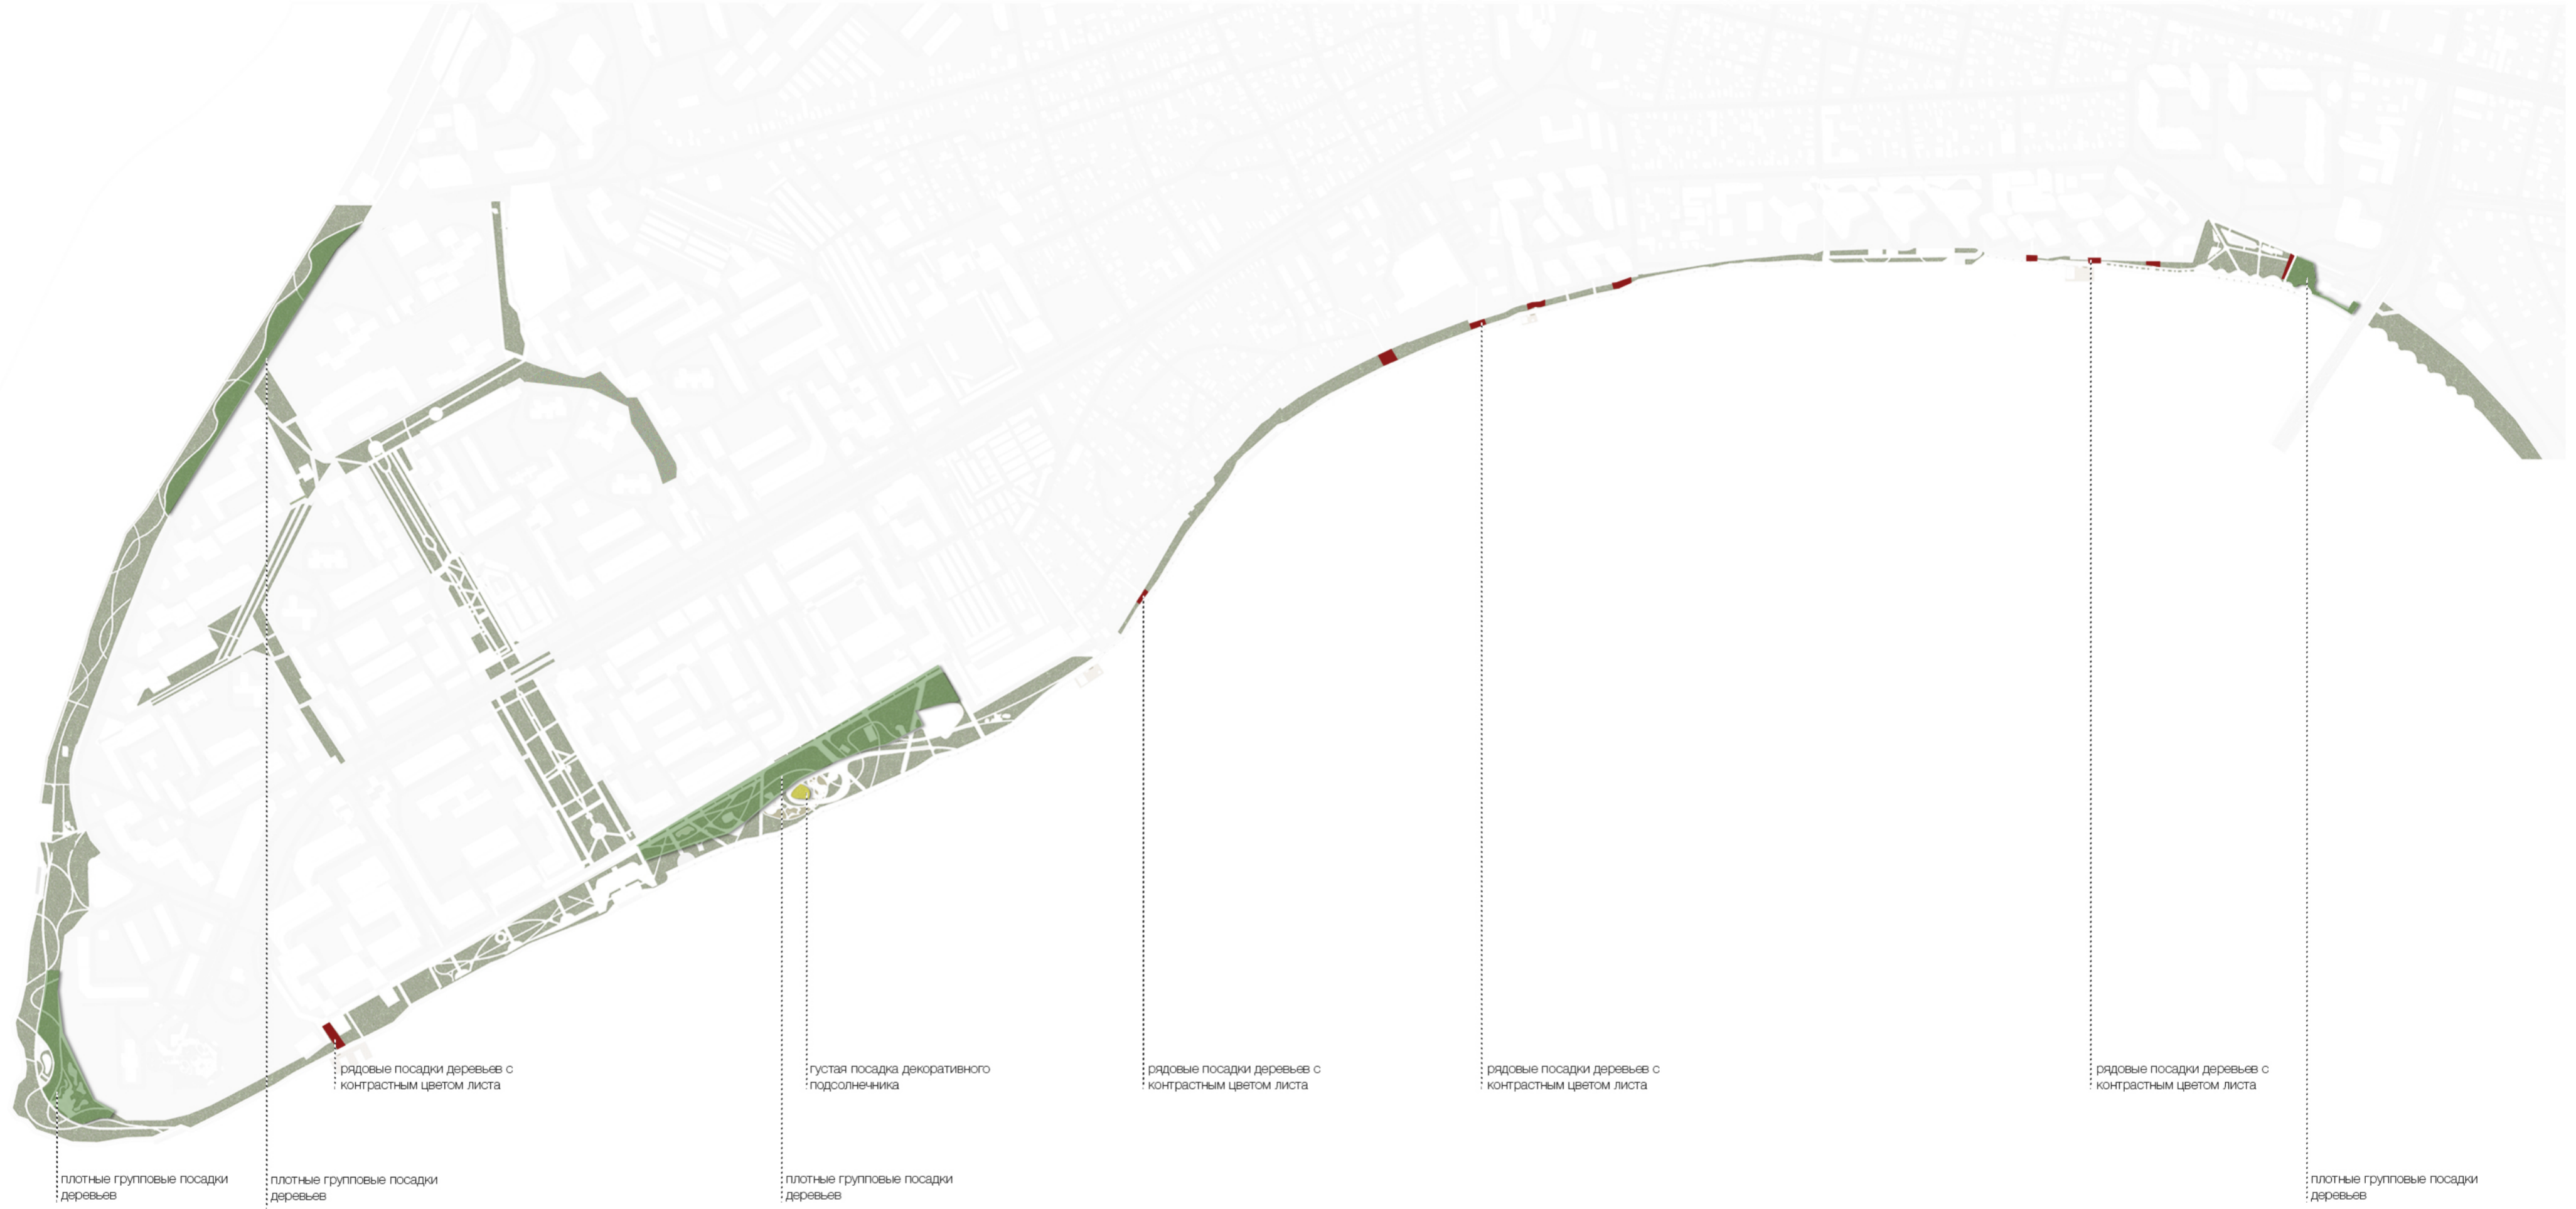 рядовые посадки деревьев с
контрастным цветом листа
густая посадка декоративного
подсолнечника
рядовые посадки деревьев с
контрастным цветом листа
рядовые посадки деревьев с
контрастным цветом листа
рядовые посадки деревьев с
контрастным цветом листа
плотные групповые посадки
деревьев
плотные групповые посадки
деревьев
плотные групповые посадки
деревьев
плотные групповые посадки
деревьев